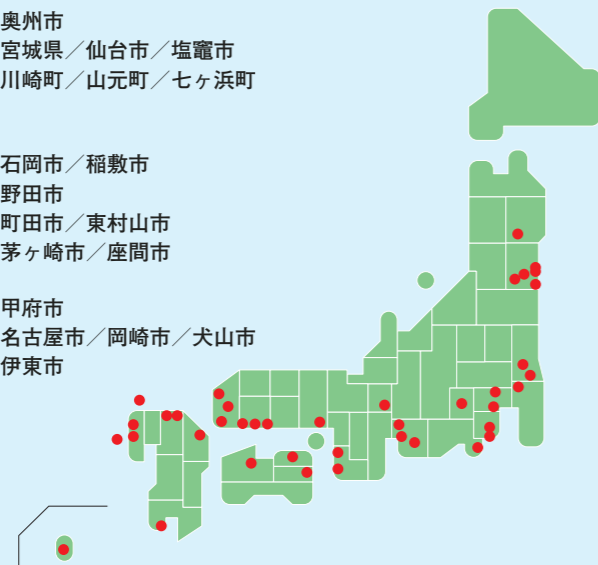 奥州市
宮城県／仙台市／塩竈市
川崎町／山元町／七ヶ浜町
石岡市／稲敷市
野田市
町田市／東村山市
茅ヶ崎市／座間市
甲府市
名古屋市／岡崎市／犬山市
伊東市